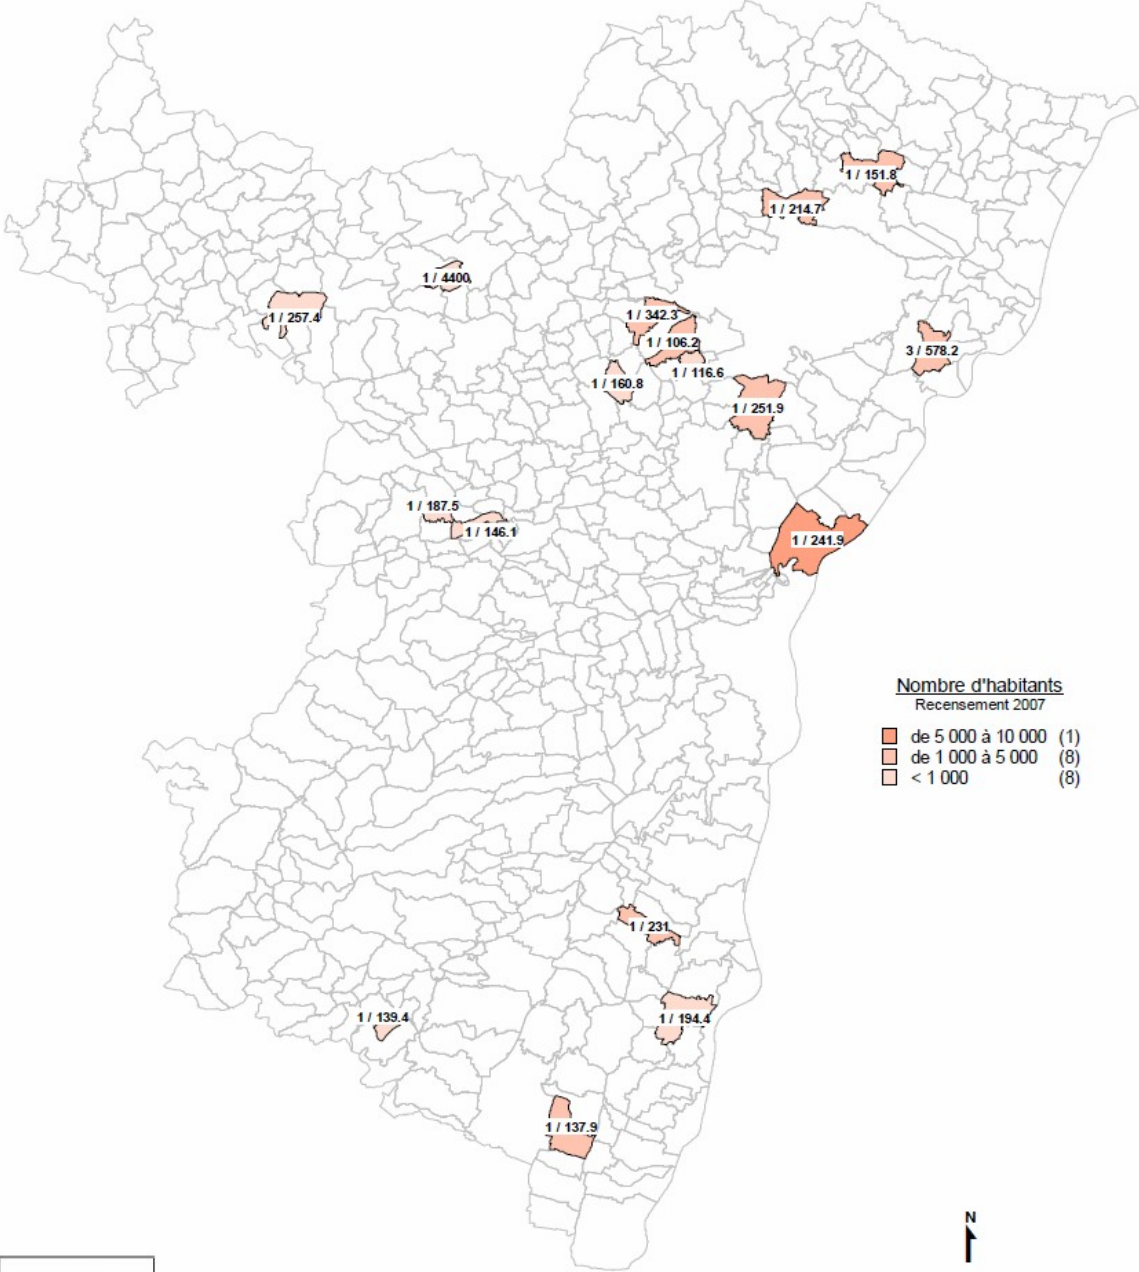 1 / 151.8
1 / 214.7
1 / 4400
1 / 257.4
1 / 342.3
1 / 106.2
3 / 578.2
1 / 116.6
1 / 160.8
1 / 251.9
1 / 187.5
1 / 146.1
1 / 241.9
Nombre d'habitants
Recensement 2007
de 5 000 à 10 000 (1)
de 1 000 à 5 000 (8)
< 1 000 (8)
1 / 231
1 / 139.4
1 / 194.4
1 / 137.9
N